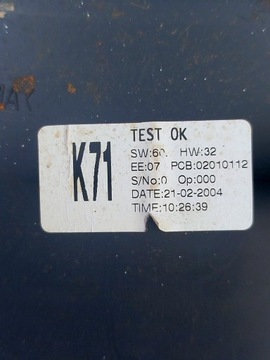 TEST OK
K71
SW:60. HW:32
EE:07 PCB:02010112
S/No:0 Op:000
DATE:21-02-2004
TIME:10:26:39